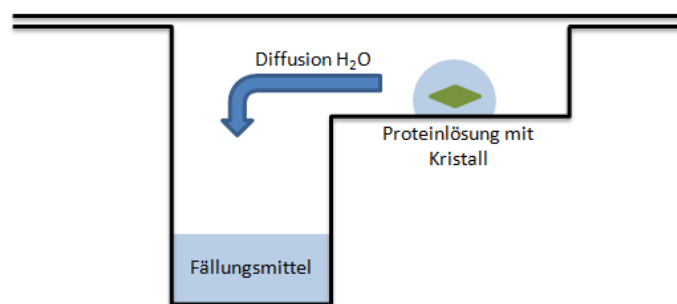 Diffusion H₂O
Proteinlösung mit
Kristall
Fällungsmittel